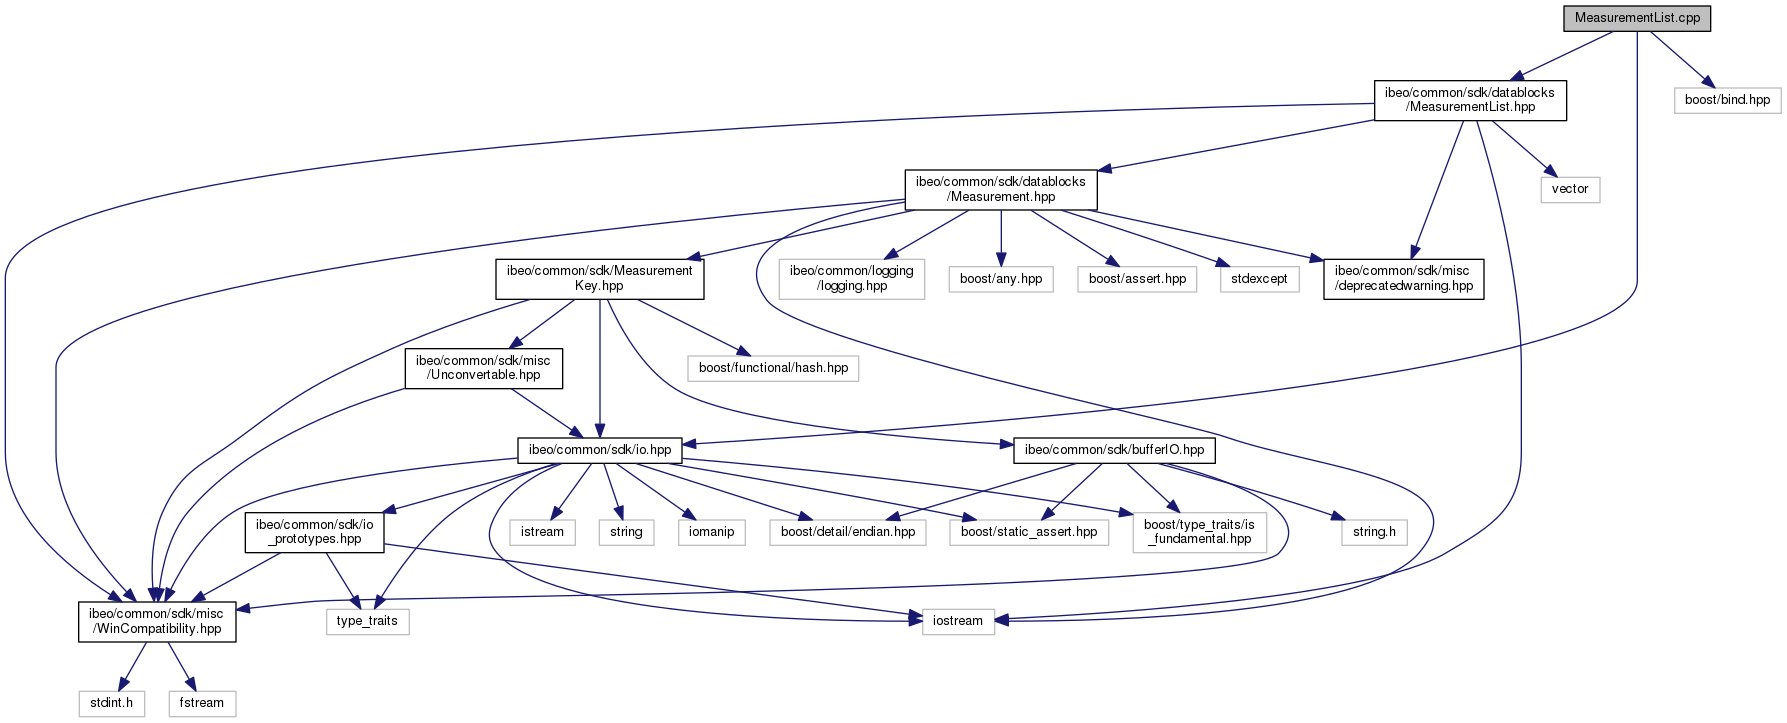 MeasurementList.cpp
ibeo/common/sdk/datablocks
/MeasurementList.hpp
boost/bind.hpp
ibeo/common/sdk/datablocks
/Measurement.hpp
vector
ibeo/common/sdk/Measurement
Key.hpp
ibeo/common/logging
/logging.hpp
boost/any.hpp
boost/assert.hpp
stdexcept
ibeo/common/sdk/misc
/deprecatedwarning.hpp
ibeo/common/sdk/misc
/Unconvertable.hpp
boost/functional/hash.hpp
ibeo/common/sdk/io.hpp
ibeo/common/sdk/bufferIO.hpp
ibeo/common/sdk/io
_prototypes.hpp
istream
string
iomanip
boost/detail/endian.hpp
boost/static_assert.hpp
boost/type_traits/is
_fundamental.hpp
string.h
ibeo/common/sdk/misc
/WinCompatibility.hpp
type_traits
iostream
stdint.h
fstream